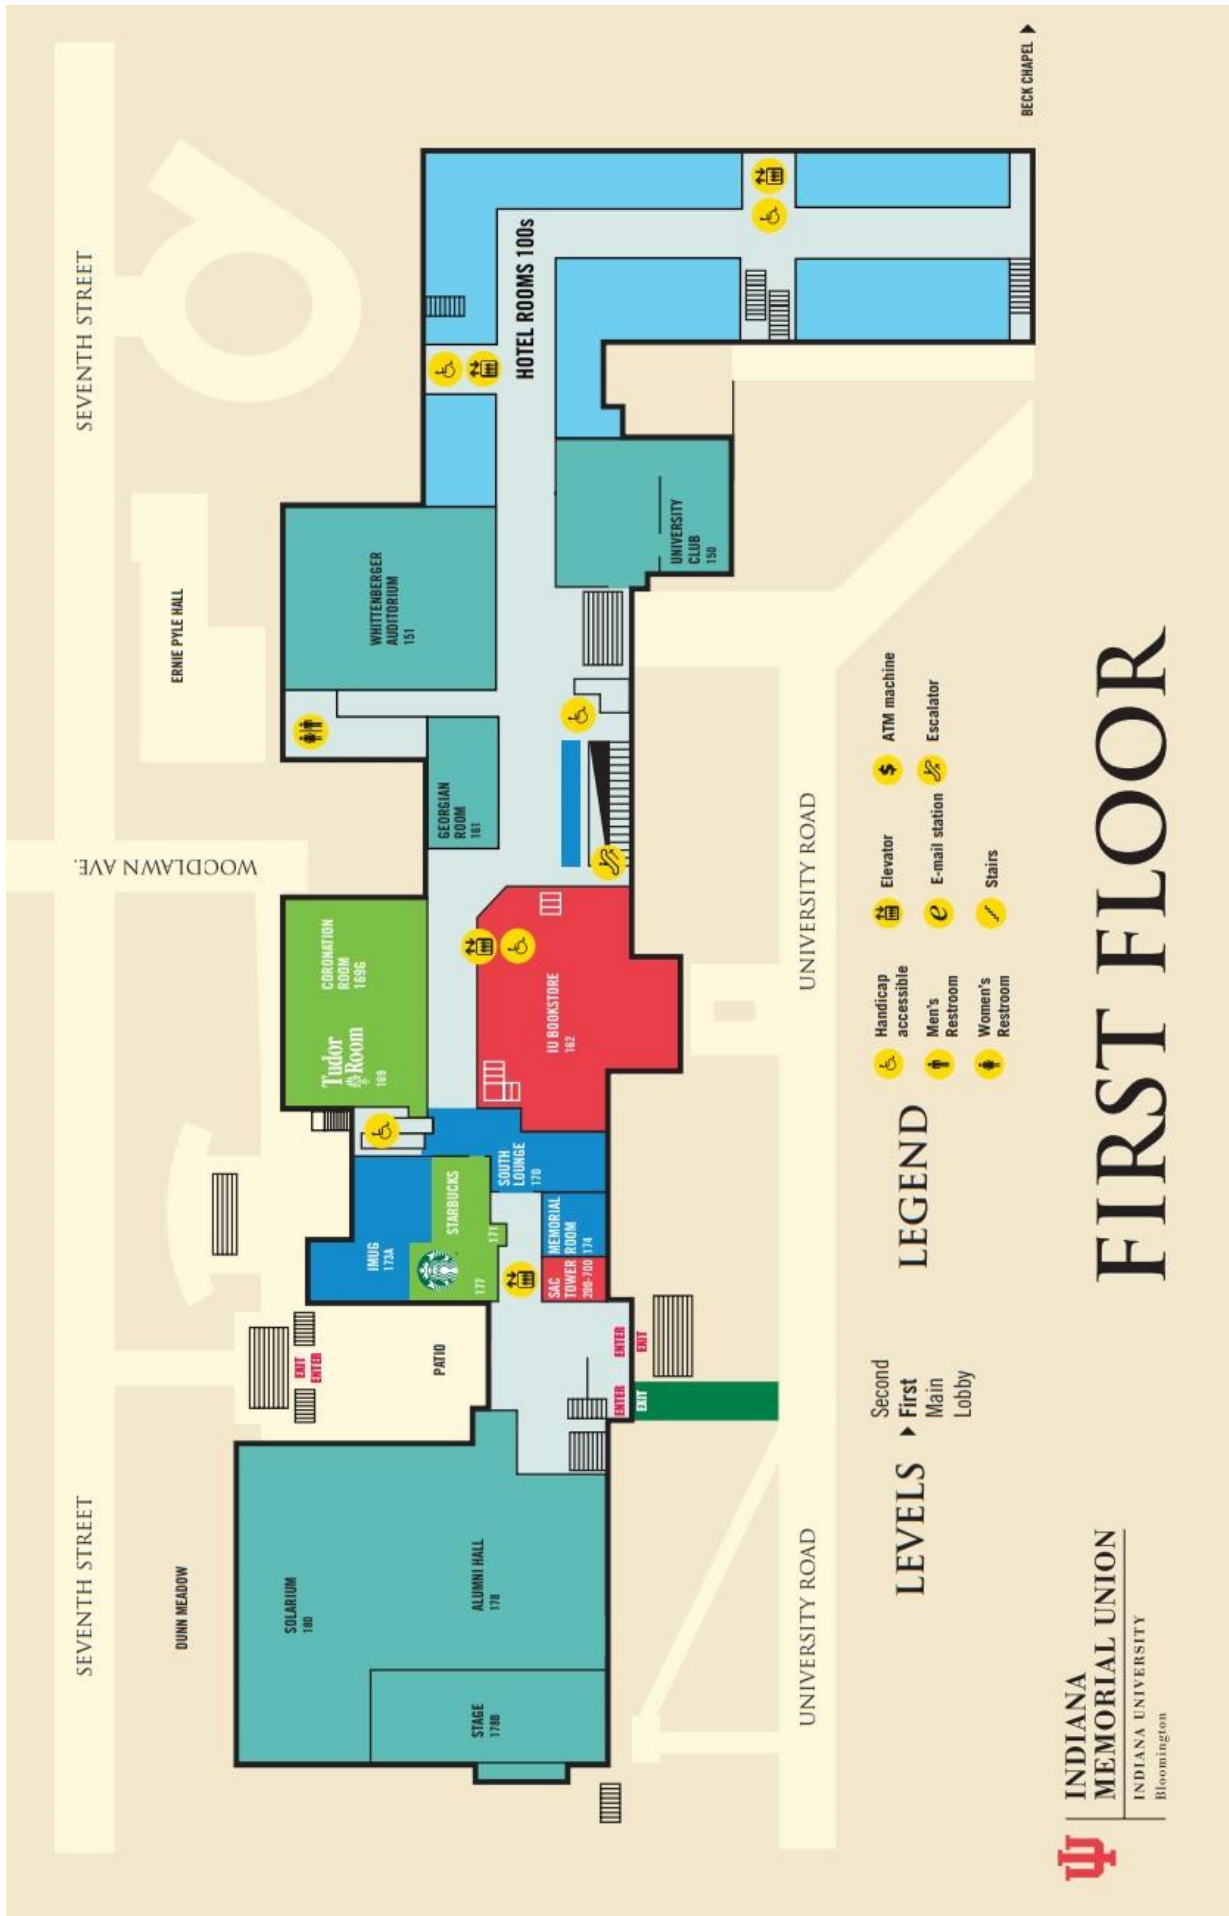 SEVENTH STREET
SEVENTH STREET
WOODLAWN AVE.
DUNN MEADOW
ERNIE PYLE HALL
BECK CHAPEL
SOLARIUM
180
ALUMNI HALL
178
STAGE
178B
PATIO
EXIT
ENTER
ENTER
EXIT
ENTER
EXIT
IMUG
173A
STARBUCKS
177
171
SAC
TOWER
200-700
MEMORIAL
ROOM
174
SOUTH
LOUNGE
170
Tudor
Room
169
CORONATION
ROOM
169G
IU BOOKSTORE
162
GEORGIAN
ROOM
161
WHITTENBERGER
AUDITORIUM
151
UNIVERSITY
CLUB
150
HOTEL ROOMS 100s
UNIVERSITY ROAD
UNIVERSITY ROAD
LEVELS
Second
First
Main
Lobby
LEGEND
Handicap
accessible
Men's
Restroom
Women's
Restroom
Elevator
e E-mail station
Stairs
$ ATM machine
Escalator
INDIANA
MEMORIAL UNION
INDIANA UNIVERSITY
Bloomington
FIRST FLOOR